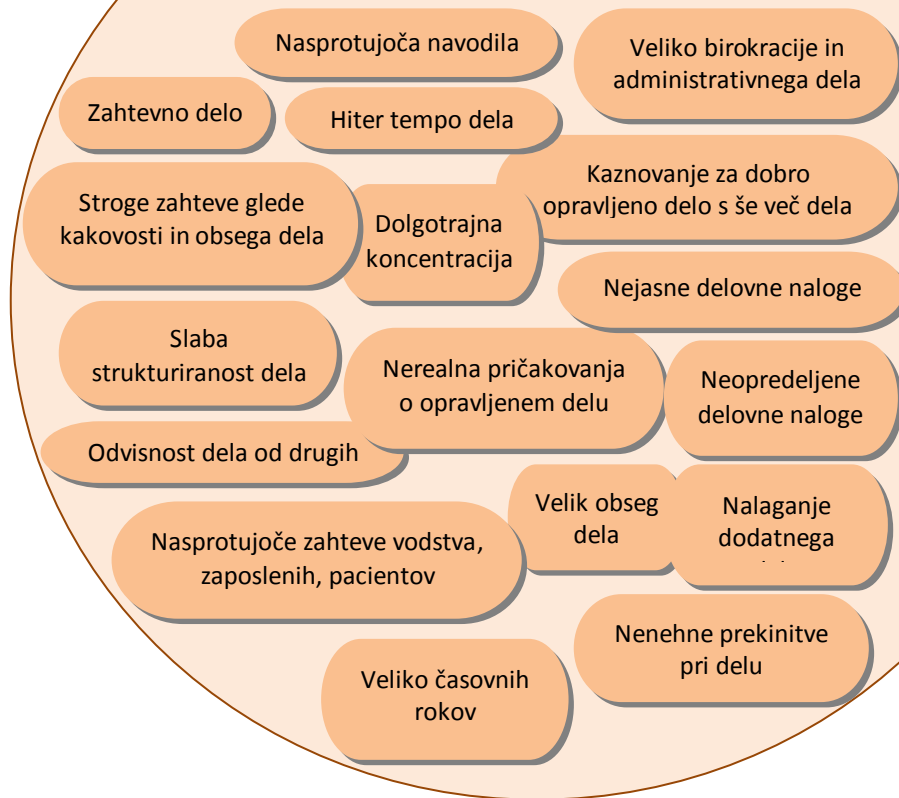 Nasprotujoča navodila
Veliko birokracije in
administrativnega dela
Zahtevno delo
Hiter tempo dela
Kaznovanje za dobro
opravljeno delo s še več dela
Stroge zahteve glede
kakovosti in obsega dela
Dolgotrajna
koncentracija
Nejasne delovne naloge
Slaba
strukturiranost dela
Nerealna pričakovanja
o opravljenem delu
Neopredeljene
delovne naloge
Odvisnost dela od drugih
Velik obseg
dela
Nalaganje
dodatnega
Nasprotujoče zahteve vodstva,
zaposlenih, pacientov
Nenehne prekinitve
pri delu
Veliko časovnih
rokov